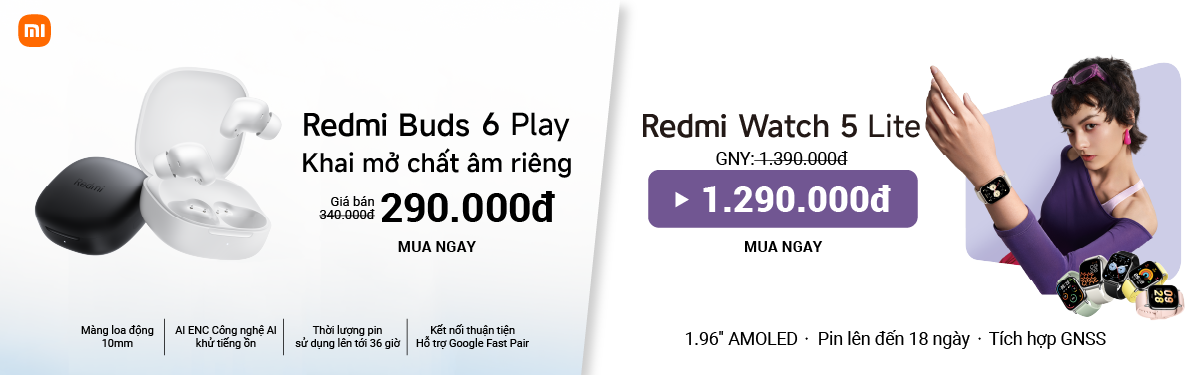 mi
Redmi Buds 6 Play
Khai mở chất âm riêng
Giá bán
340.000đ
290.000đ
MUA NGAY
Màng loa động
10mm
AI ENC Công nghệ AI
khử tiếng ồn
Thời lượng pin
sử dụng lên tới 36 giờ
Kết nối thuận tiện
Hỗ trợ Google Fast Pair
Redmi
Redmi Watch 5 Lite
GNY: 1.390.000đ
1.290.000đ
MUA NGAY
1.96" AMOLED · Pin lên đến 18 ngày · Tích hợp GNSS
09
28